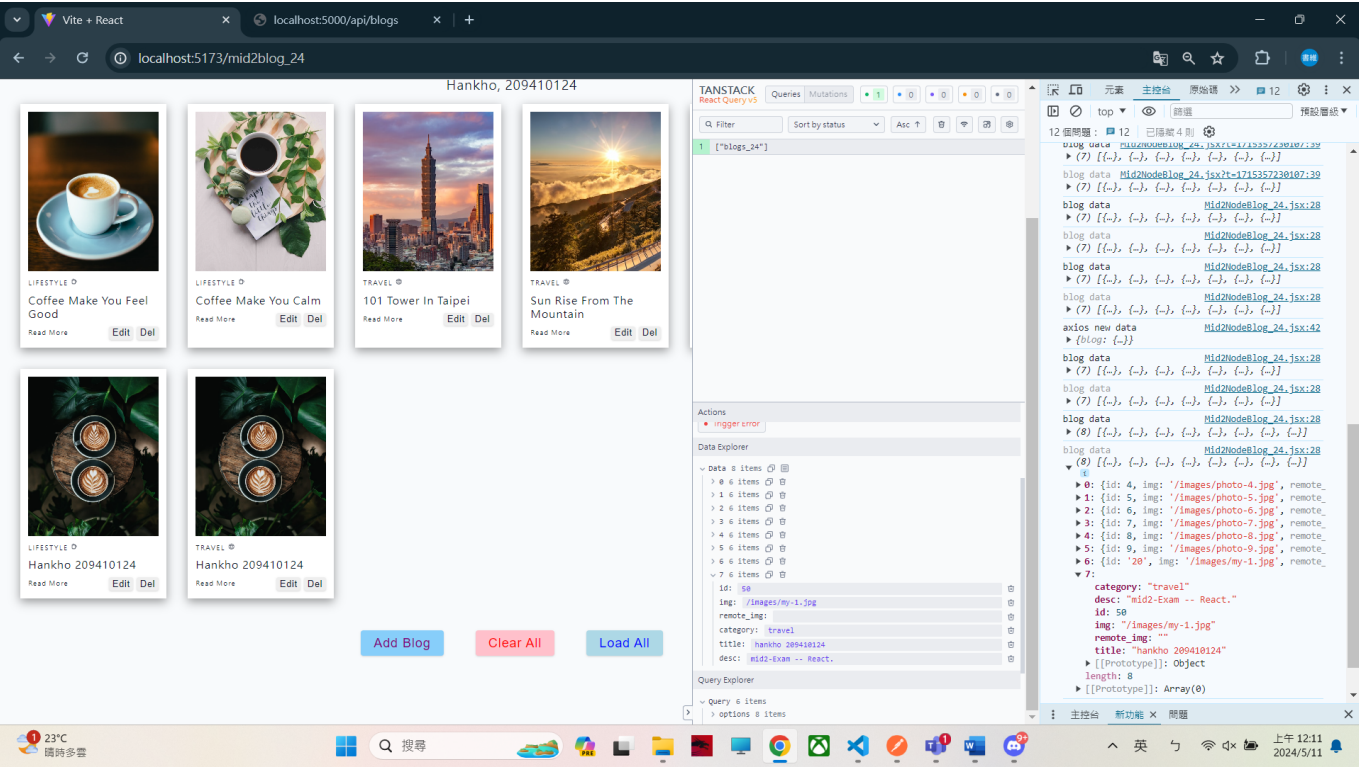 Vite + React
localhost:5000/api/blogs
localhost:5173/mid2blog_24
Hankho, 209410124
LIFESTYLE
Coffee Make You Feel Good
Read More
Edit
Del
LIFESTYLE
Coffee Make You Calm
Read More
Edit
Del
TRAVEL
101 Tower In Taipei
Read More
Edit
Del
TRAVEL
Sun Rise From The Mountain
Read More
Edit
Del
LIFESTYLE
Hankho 209410124
Read More
Edit
Del
TRAVEL
Hankho 209410124
Read More
Edit
Del
Add Blog
Clear All
Load All
TANSTACK
React Query v5
Queries
Mutations
1
0
0
0
0
Filter
Sort by status
Asc ↑
1 ["blogs_24"]
Actions
Trigger Error
Data Explorer
Data 8 items
0 6 items
1 6 items
2 6 items
3 6 items
4 6 items
5 6 items
6 6 items
7 6 items
id: 50
img: /images/my-1.jpg
remote_img:
category: travel
title: hankho 209410124
desc: mid2-Exam -- React.
Query Explorer
Query 6 items
options 8 items
元素
主控台
原始碼
12
top
篩選
預設層級
12 個問題： 12
已隱藏 4 則
blog data Mid2NodeBlog_24.jsx?t=1715357230107:39
(7) [{…}, {…}, {…}, {…}, {…}, {…}, {…}]
blog data Mid2NodeBlog_24.jsx?t=1715357230107:39
(7) [{…}, {…}, {…}, {…}, {…}, {…}, {…}]
blog data Mid2NodeBlog_24.jsx:28
(7) [{…}, {…}, {…}, {…}, {…}, {…}, {…}]
blog data Mid2NodeBlog_24.jsx:28
(7) [{…}, {…}, {…}, {…}, {…}, {…}, {…}]
blog data Mid2NodeBlog_24.jsx:28
(7) [{…}, {…}, {…}, {…}, {…}, {…}, {…}]
blog data Mid2NodeBlog_24.jsx:28
(7) [{…}, {…}, {…}, {…}, {…}, {…}, {…}]
axios new data Mid2NodeBlog_24.jsx:42
{blog: {…}}
blog data Mid2NodeBlog_24.jsx:28
(7) [{…}, {…}, {…}, {…}, {…}, {…}, {…}]
blog data Mid2NodeBlog_24.jsx:28
(7) [{…}, {…}, {…}, {…}, {…}, {…}, {…}]
blog data Mid2NodeBlog_24.jsx:28
(8) [{…}, {…}, {…}, {…}, {…}, {…}, {…}, {…}]
blog data Mid2NodeBlog_24.jsx:28
(8) [{…}, {…}, {…}, {…}, {…}, {…}, {…}, {…}]
0: {id: 4, img: '/images/photo-4.jpg', remote_
1: {id: 5, img: '/images/photo-5.jpg', remote_
2: {id: 6, img: '/images/photo-6.jpg', remote_
3: {id: 7, img: '/images/photo-7.jpg', remote_
4: {id: 8, img: '/images/photo-8.jpg', remote_
5: {id: 9, img: '/images/photo-9.jpg', remote_
6: {id: '20', img: '/images/my-1.jpg', remote_
7:
category: "travel"
desc: "mid2-Exam -- React."
id: 50
img: "/images/my-1.jpg"
remote_img: ""
title: "hankho 209410124"
[[Prototype]]: Object
length: 8
[[Prototype]]: Array(0)
主控台
新功能
問題
1
23°C
晴時多雲
搜尋
PRE
1
9+
英
上午 12:11
2024/5/11